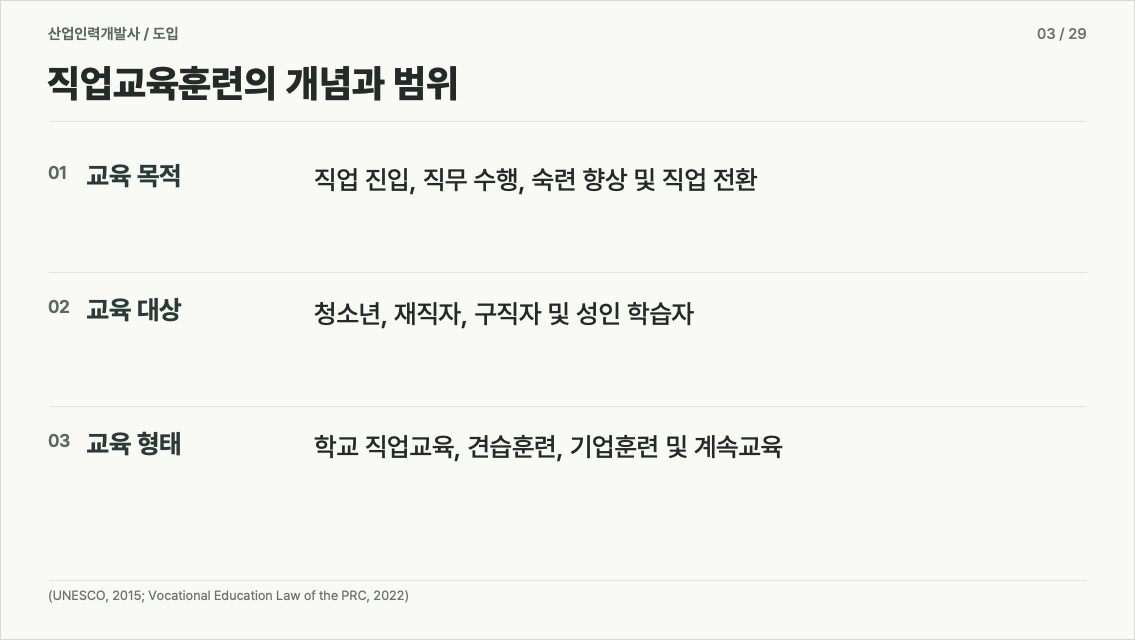 산업인력개발사 / 도입
03 / 29
직업교육훈련의 개념과 범위
01 교육 목적 직업 진입, 직무 수행, 숙련 향상 및 직업 전환
02 교육 대상 청소년, 재직자, 구직자 및 성인 학습자
03 교육 형태 학교 직업교육, 견습훈련, 기업훈련 및 계속교육
(UNESCO, 2015; Vocational Education Law of the PRC, 2022)